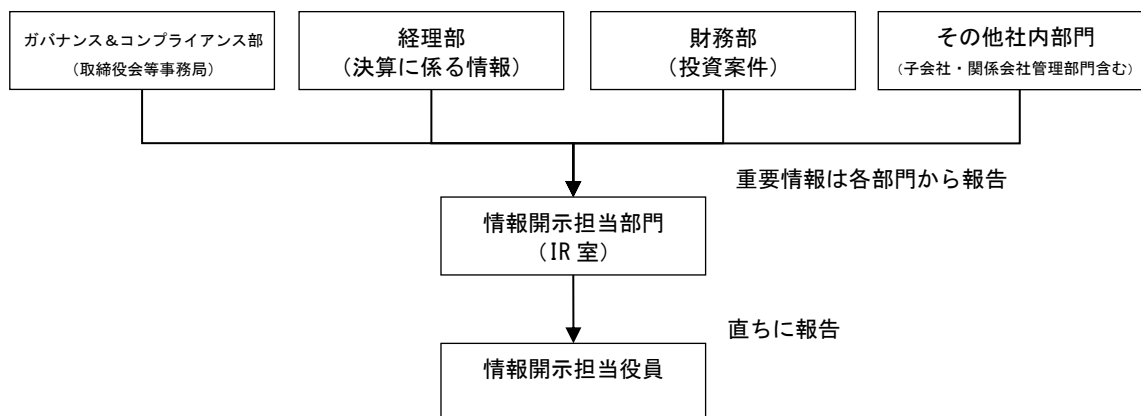 ガバナンス＆コンプライアンス部
（取締役会等事務局）
経理部
（決算に係る情報）
財務部
（投資案件）
その他社内部門
（子会社・関係会社管理部門含む）
重要情報は各部門から報告
情報開示担当部門
（IR 室）
直ちに報告
情報開示担当役員